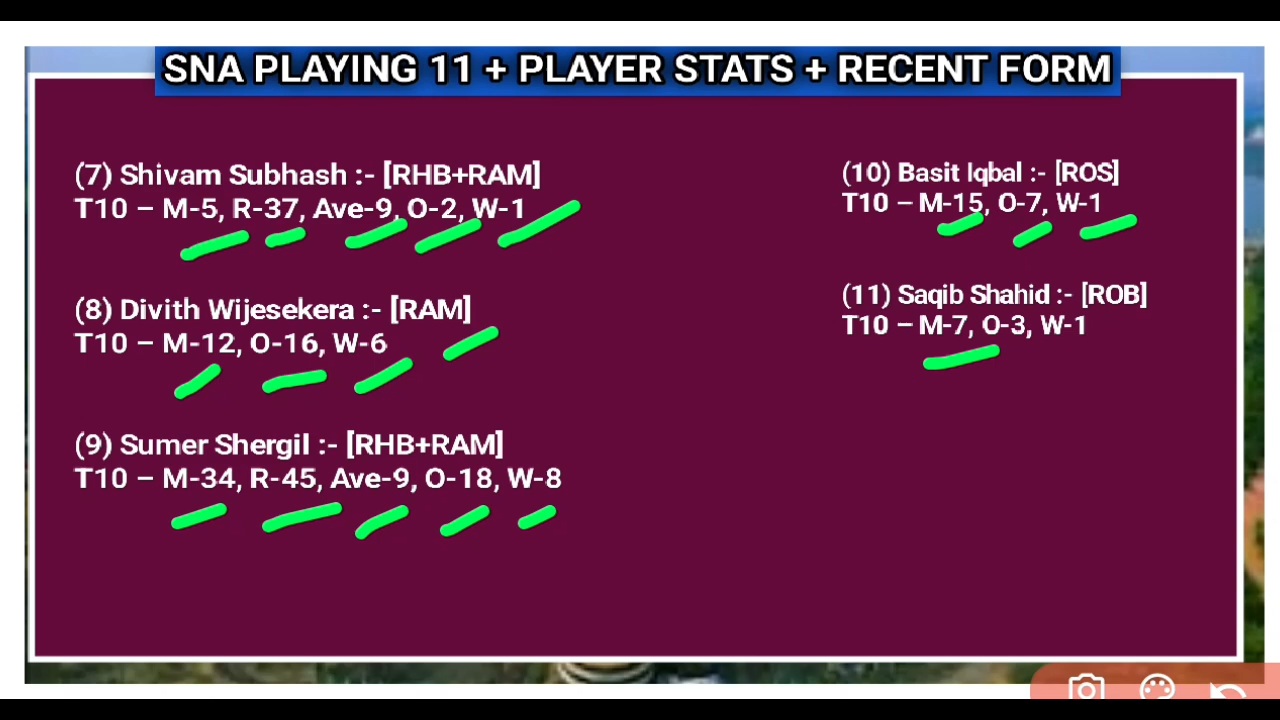 SNA PLAYING 11 + PLAYER STATS + RECENT FORM
(7) Shivam Subhash :- [RHB+RAM]
T10 – M-5, R-37, Ave-9, O-2, W-1
(8) Divith Wijesekera :- [RAM]
T10 – M-12, O-16, W-6
(9) Sumer Shergil :- [RHB+RAM]
T10 – M-34, R-45, Ave-9, O-18, W-8
(10) Basit Iqbal :- [ROS]
T10 – M-15, O-7, W-1
(11) Saqib Shahid :- [ROB]
T10 – M-7, O-3, W-1